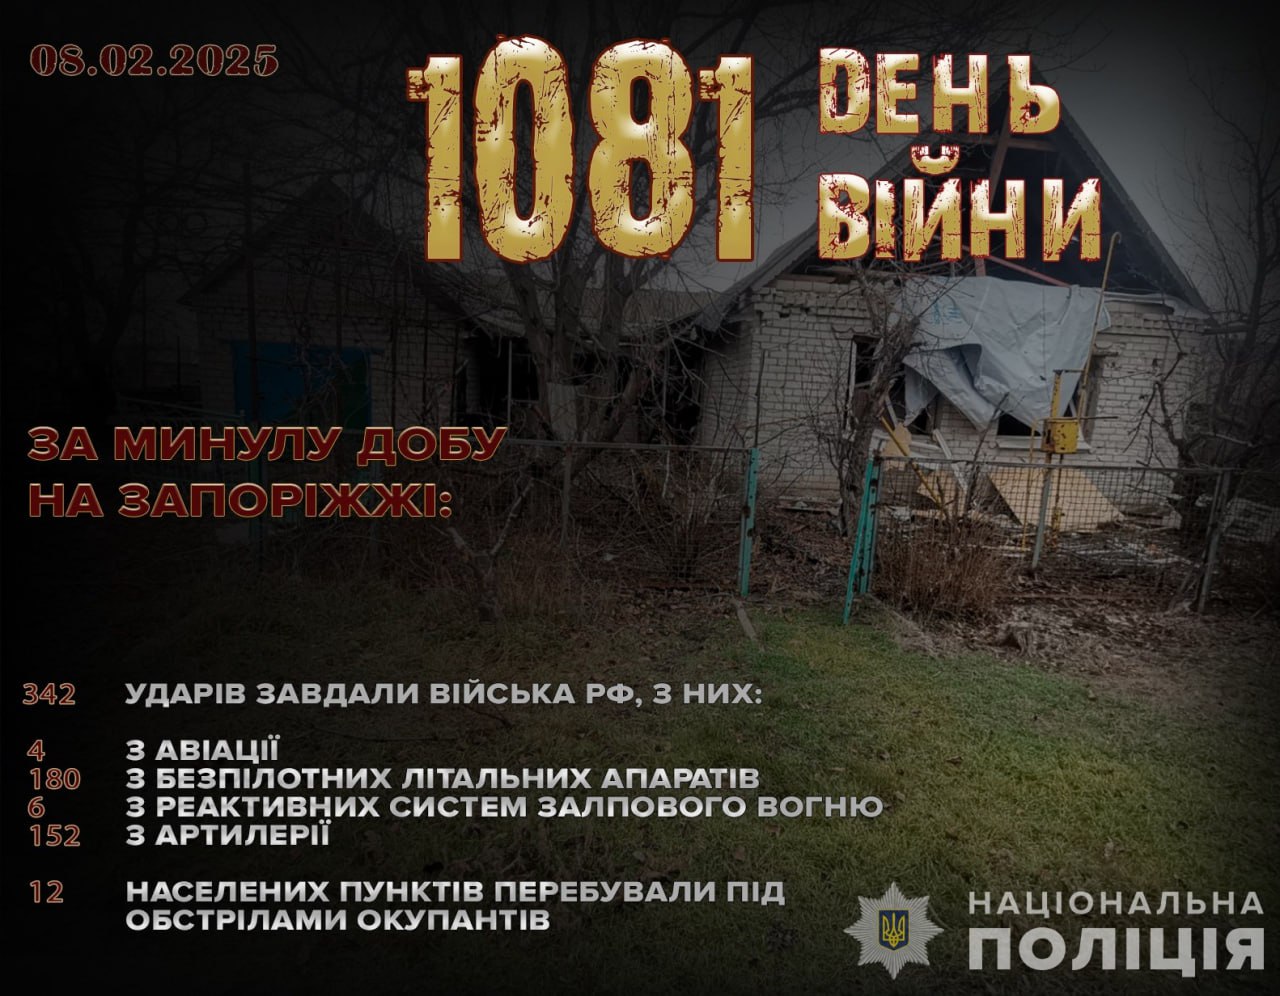 08.02.2025
1081
ДЕНЬ
ВІЙНИ
ЗА МИНУЛУ ДОБУ
НА ЗАПОРІЖЖІ:
342 УДАРІВ ЗАВДАЛИ ВІЙСЬКА РФ, З НИХ:
4 З АВІАЦІЇ
180 З БЕЗПІЛОТНИХ ЛІТАЛЬНИХ АПАРАТІВ
6 З РЕАКТИВНИХ СИСТЕМ ЗАЛПОВОГО ВОГНЮ
152 З АРТИЛЕРІЇ
12 НАСЕЛЕНИХ ПУНКТІВ ПЕРЕБУВАЛИ ПІД
ОБСТРІЛАМИ ОКУПАНТІВ
НАЦІОНАЛЬНА
ПОЛІЦІЯ